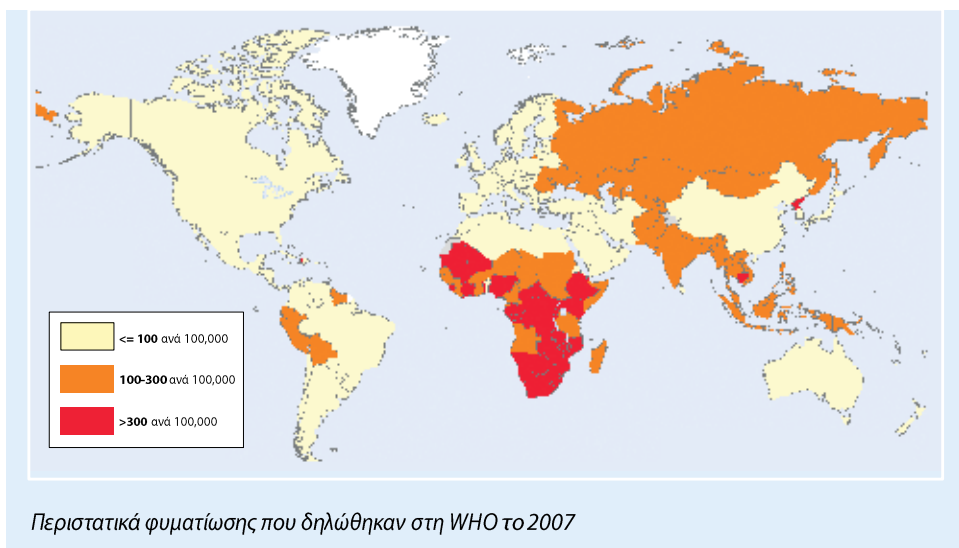 <= 100 ανά 100,000
100-300 ανά 100,000
>300 ανά 100,000
Περιστατικά φυματίωσης που δηλώθηκαν στη WHO το 2007